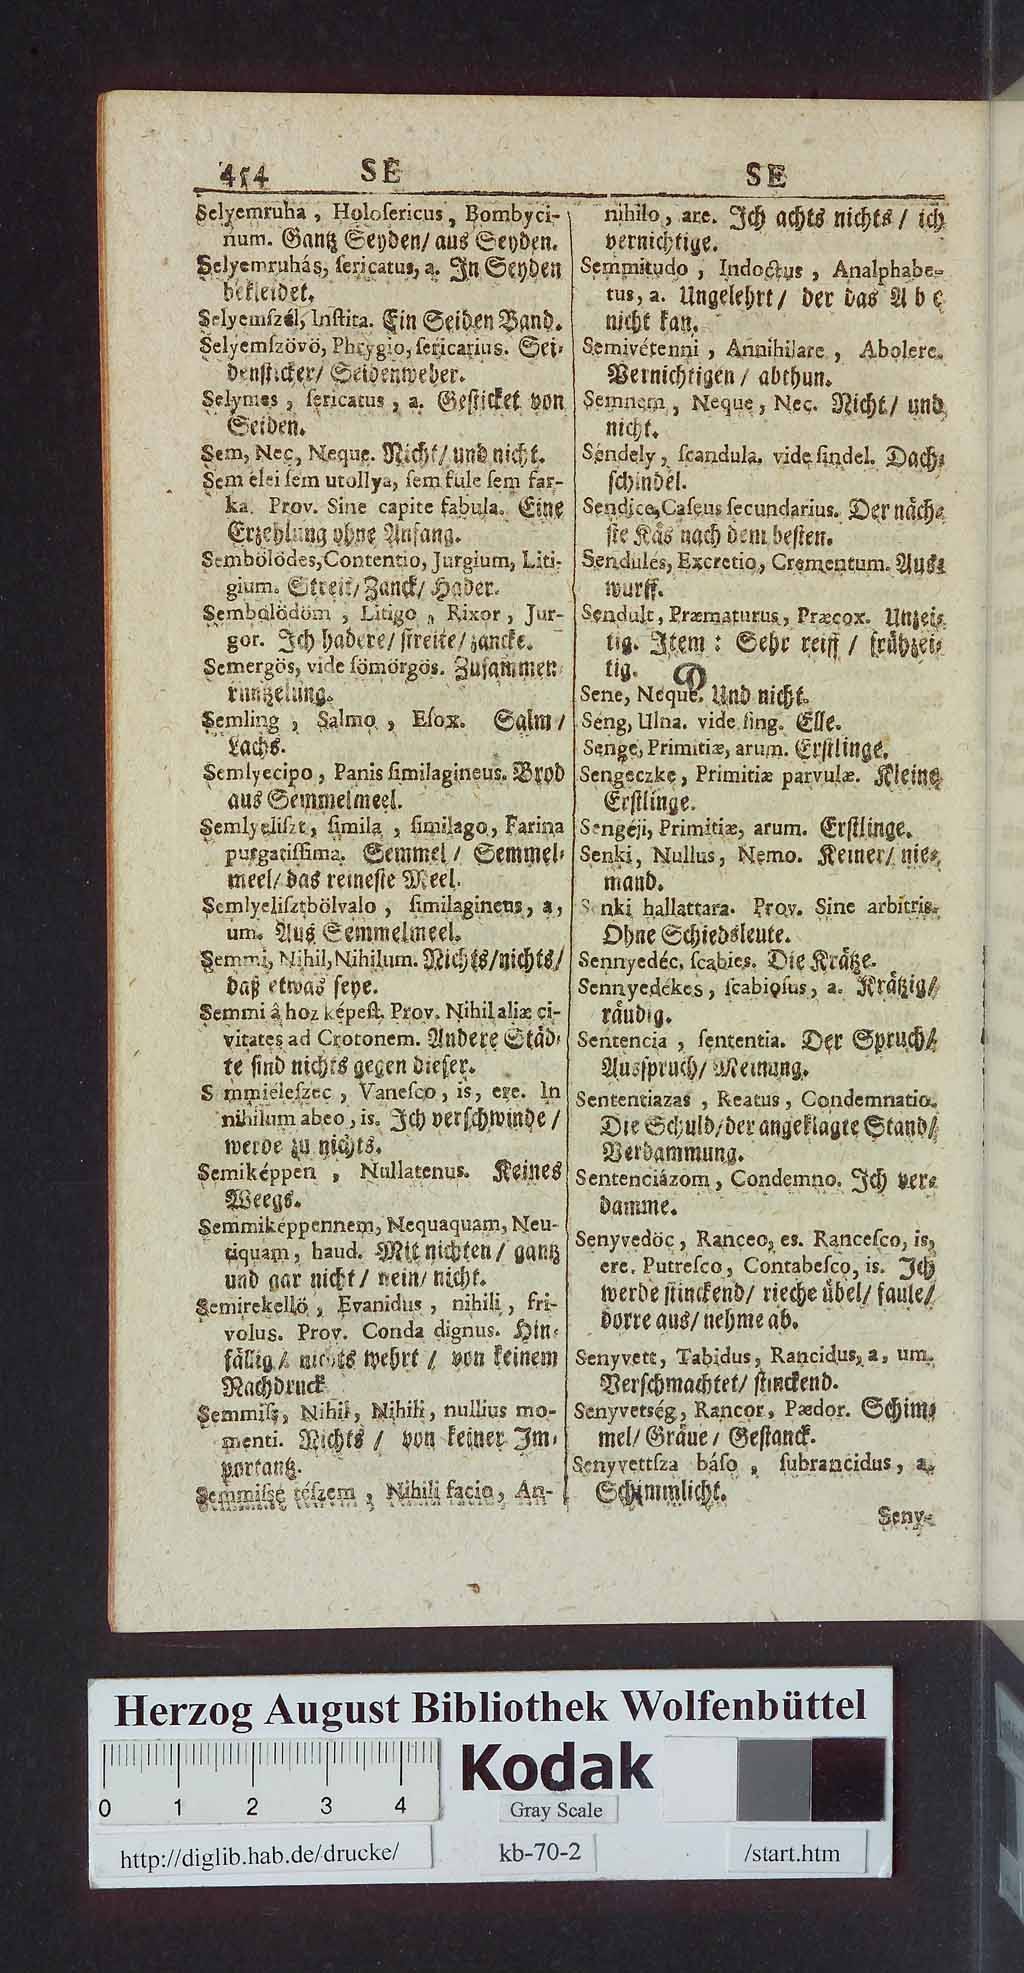 454 SE SE
Selyemruha, Holoſericus, Bombyci-
num. Gantz Seyden/ aus Seyden.
Selyemruhás, ſericatus, a. In Seyden
bekleidet.
Selyemſzél, Inſtita. Ein Seiden Band.
Selyemſzövö, Phrygio, ſericarius. Sei-
denſticker/ Seidenweber.
Selymes, ſericatus, a. Geſticket von
Seiden.
Sem, Nec, Neque. Nicht/ und nicht.
Sem elei ſem utollya, ſem fule ſem far-
ka. Prov. Sine capite fabula. Eine
Erzehlung ohne Anfang.
Sembölödes, Contentio, Jurgium, Liti-
gium. Streit/ Zanck/ Hader.
Sembölödöm, Litigo, Rixor, Jur-
gor. Ich hadere/ ſtreite/ zancke.
Semergös, vide ſömörgös. Zuſammen-
runtzelung.
Semling, Salmo, Eſox. Salm/
Lachs.
Semlyecipo, Panis ſimilagineus. Brod
aus Semmelmeel.
Semlyeliſzt, ſimila, ſimilago, Farina
purgatiſſima. Semmel/ Semmel-
meel/ das reineſte Meel.
Semlyeliſztbölvalo, ſimilagineus, a,
um. Aus Semmelmeel.
Semmi, Nihil, Nihilum. Nichts/ nichts/
daß etwas ſeye.
Semmi â hoz képeſt. Prov. Nihil aliæ ci-
vitates ad Crotonem. Andere Städ-
te ſind nichts gegen dieſer.
S mmiéleſzec, Vaneſco, is, ere. In
nihilum abeo, is. Ich verſchwinde/
werde zu nichts.
Semiképpen, Nullatenus. Keines
Weegs.
Semmiképpennem, Nequaquam, Neu-
tiquam, haud. Mit nichten/ gantz
und gar nicht/ nein/ nicht.
Semirekellö, Evanidus, nihili, fri-
volus. Prov. Conda dignus. Hin-
fällig/ nichts wehrt/ von keinem
Nachdruck
Semmiſz, Nihil, Nihili, nullius mo-
menti. Nichts/ von keiner Im-
portantz.
Semmiſzé téſzem, Nihili facio, An-
nihilo, are. Ich achts nichts/ ich
vernichtige.
Semmitudo, Indoctus, Analphabe-
tus, a. Ungelehrt/ der das A b c
nicht kan.
Semivétenni, Annihilare, Abolere.
Vernichtigen/ abthun.
Semnem, Neque, Nec. Nicht/ und
nicht.
Séndely, ſcandula. vide ſindel. Dach-
ſchindel.
Sendice, Caſeus ſecundarius. Der näch-
ſte Käs nach dem beſten.
Sendulés, Excretio, Crementum. Aus-
wurff.
Sendult, Præmaturus, Præcox. Unzei-
tig. Item: Sehr reiff/ frühzei-
tig.
Sene, Neque. Und nicht.
Séng, Ulna. vide ſing. Elle.
Senge, Primitiæ, arum. Erſtlinge.
Sengeczke, Primitiæ parvulæ. Kleine
Erſtlinge.
Sengéji, Primitiæ, arum. Erſtlinge.
Senki, Nullus, Nemo. Keiner/ nie-
mand.
Senki hallattara. Prov. Sine arbitris.
Ohne Schiedsleute.
Sennyedéc, ſcabies. Die Krätze.
Sennyedékes, ſcabioſus, a. Krätzig/
räudig.
Sentencia, ſententia. Der Spruch/
Ausſpruch/ Meinung.
Sententiazas, Reatus, Condemnatio.
Die Schuld/ der angeklagte Stand/
Verdammung.
Sentenciázom, Condemno. Ich ver-
damme.
Senyvedöc, Ranceo, es. Ranceſco, is,
ere. Putreſco, Contabeſco, is. Ich
werde ſtinckend/ rieche übel/ faule/
dorre aus/ nehme ab.
Senyvett, Tabidus, Rancidus, a, um.
Verſchmachtet/ ſtinckend.
Senyvetség, Rancor, Pædor. Schim-
mel/ Gräue/ Geſtanck.
Senyvettſza báſo, ſubrancidus, a.
Schimmlicht.
Seny-
Herzog August Bibliothek Wolfenbüttel
0 1 2 3 4
Kodak
Gray Scale
http://diglib.hab.de/drucke/ kb-70-2 /start.htm